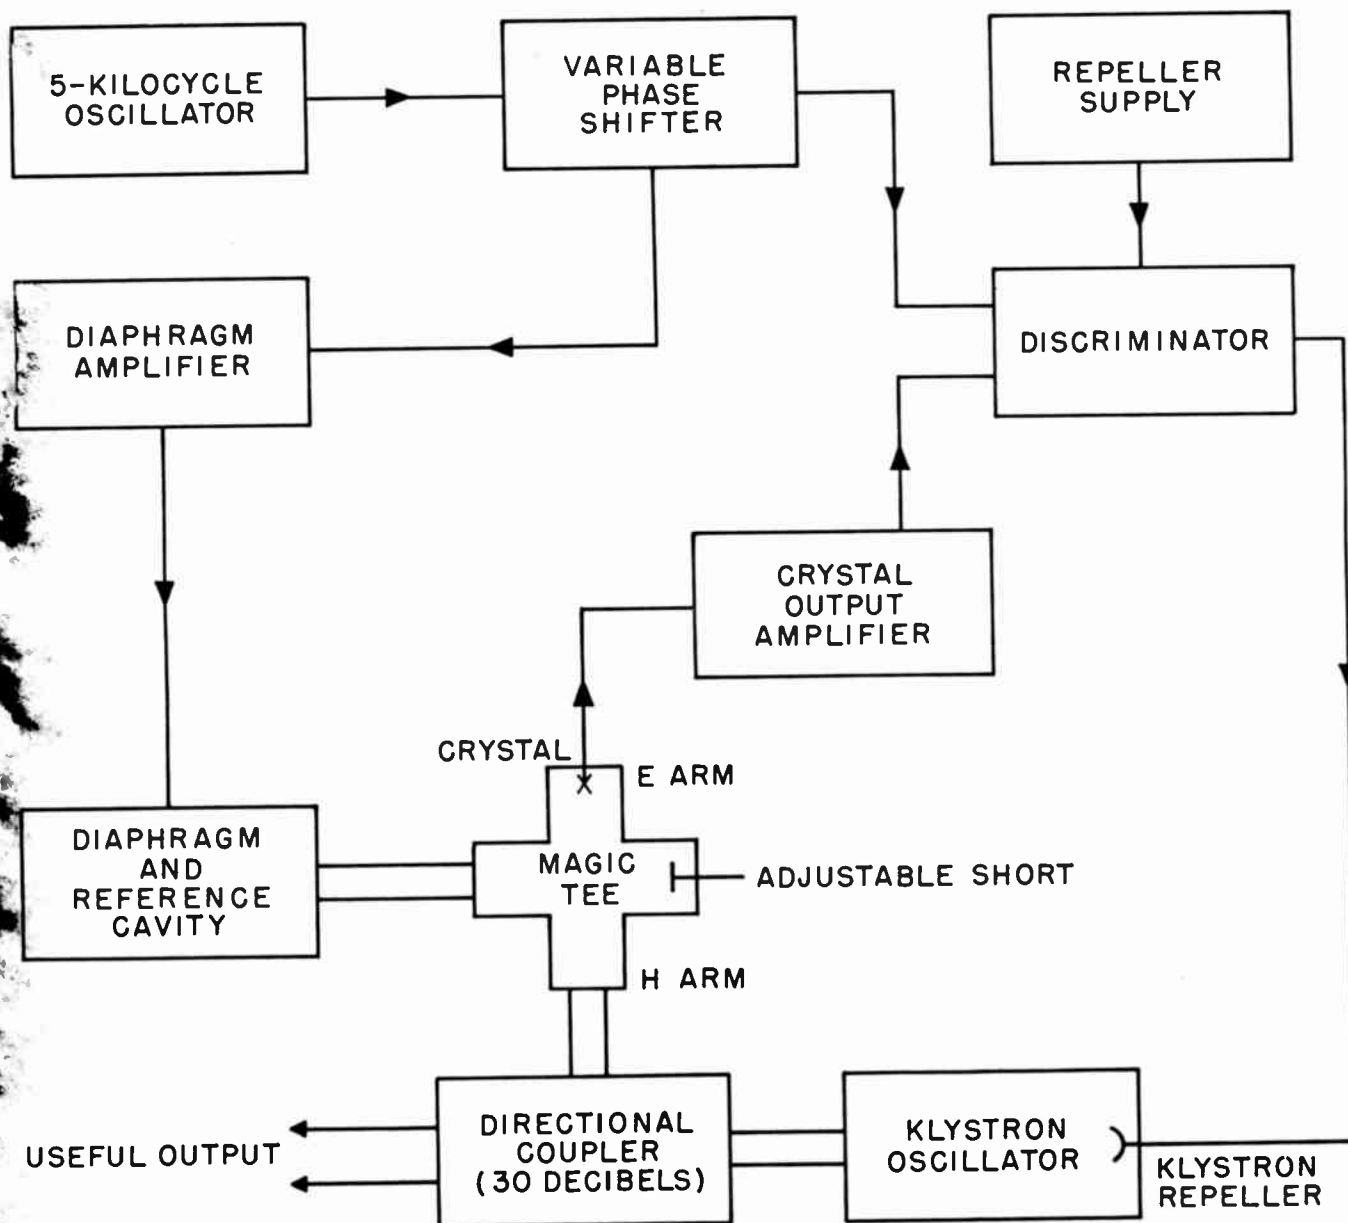 5-KILOCYCLE
OSCILLATOR
VARIABLE
PHASE
SHIFTER
REPELLER
SUPPLY
DIAPHRAGM
AMPLIFIER
DISCRIMINATOR
CRYSTAL
OUTPUT
AMPLIFIER
CRYSTAL
E ARM
DIAPHRAGM
AND
REFERENCE
CAVITY
MAGIC
TEE
ADJUSTABLE SHORT
H ARM
USEFUL OUTPUT
DIRECTIONAL
COUPLER
(30 DECIBELS)
KLYSTRON
OSCILLATOR
KLYSTRON
REPELLER